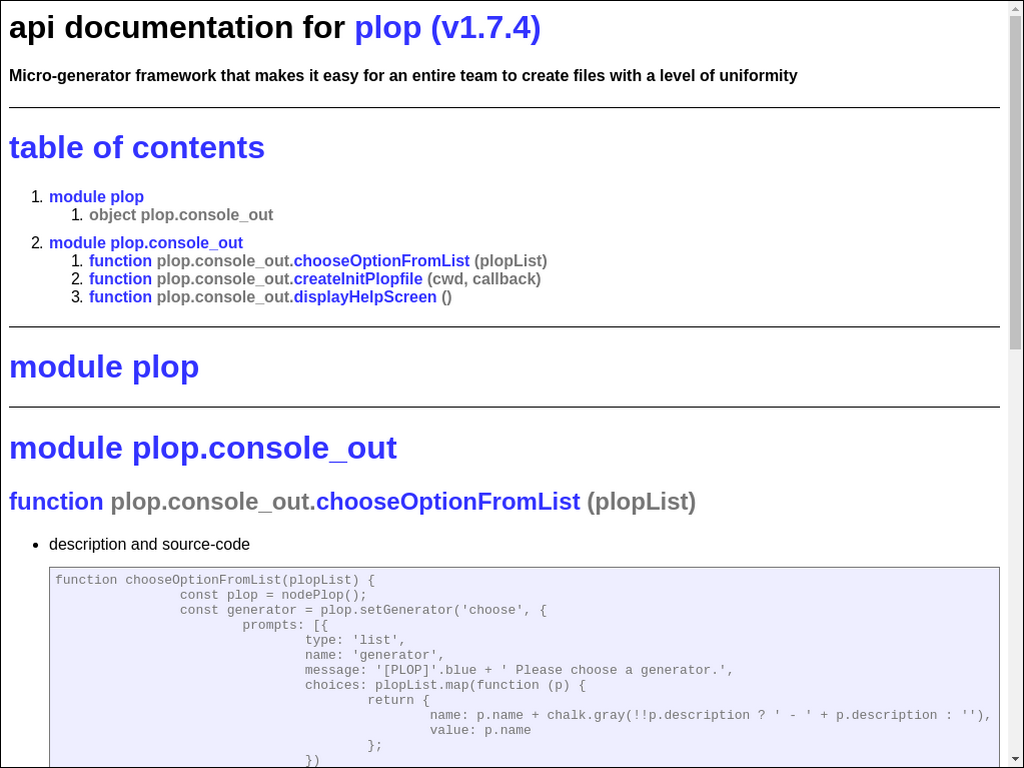 api documentation for plop (v1.7.4)
Micro-generator framework that makes it easy for an entire team to create files with a level of uniformity
table of contents
1. module plop
1. object plop.console_out
2. module plop.console_out
1. function plop.console_out.chooseOptionFromList (plopList)
2. function plop.console_out.createInitPlopfile (cwd, callback)
3. function plop.console_out.displayHelpScreen ()
module plop
module plop.console_out
function plop.console_out.chooseOptionFromList (plopList)
• description and source-code
function chooseOptionFromList(plopList) {
                const plop = nodePlop();
                const generator = plop.setGenerator('choose', {
                        prompts: [{
                                type: 'list',
                                name: 'generator',
                                message: '[PLOP]'.blue + ' Please choose a generator.',
                                choices: plopList.map(function (p) {
                                        return {
                                                name: p.name + chalk.gray(!!p.description ? ' - ' + p.description : ''),
                                                value: p.name
                                        };
                                })